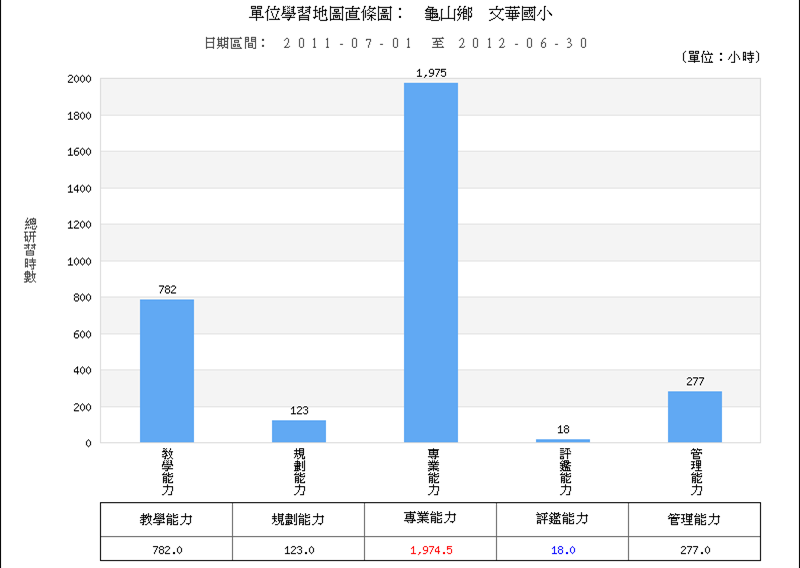 單位學習地圖直條圖： 龜山鄉 文華國小
日期區間： 2011-07-01 至 2012-06-30
(單位：小時)
總研習時數
2000
1800
1600
1400
1200
1000
800
600
400
200
0
782
123
1,975
18
277
教學能力
規劃能力
專業能力
評鑑能力
管理能力
教學能力 規劃能力 專業能力 評鑑能力 管理能力
782.0 123.0 1,974.5 18.0 277.0